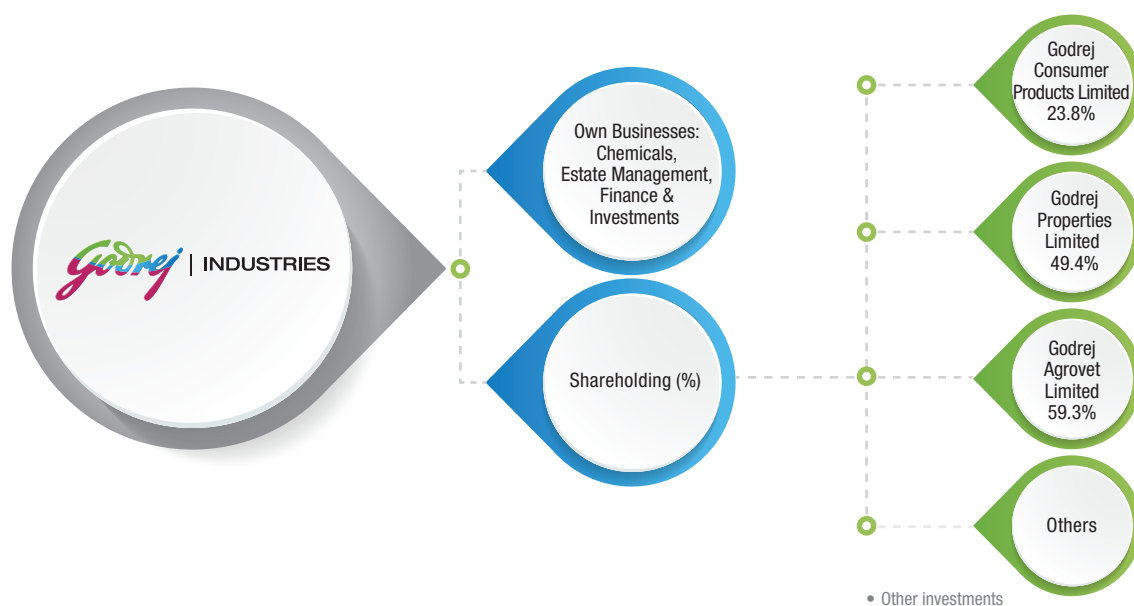 Godrej | INDUSTRIES
Own Businesses:
Chemicals,
Estate Management,
Finance &
Investments
Shareholding (%)
Godrej
Consumer
Products Limited
23.8%
Godrej
Properties
Limited
49.4%
Godrej
Agrovet
Limited
59.3%
Others
• Other investments